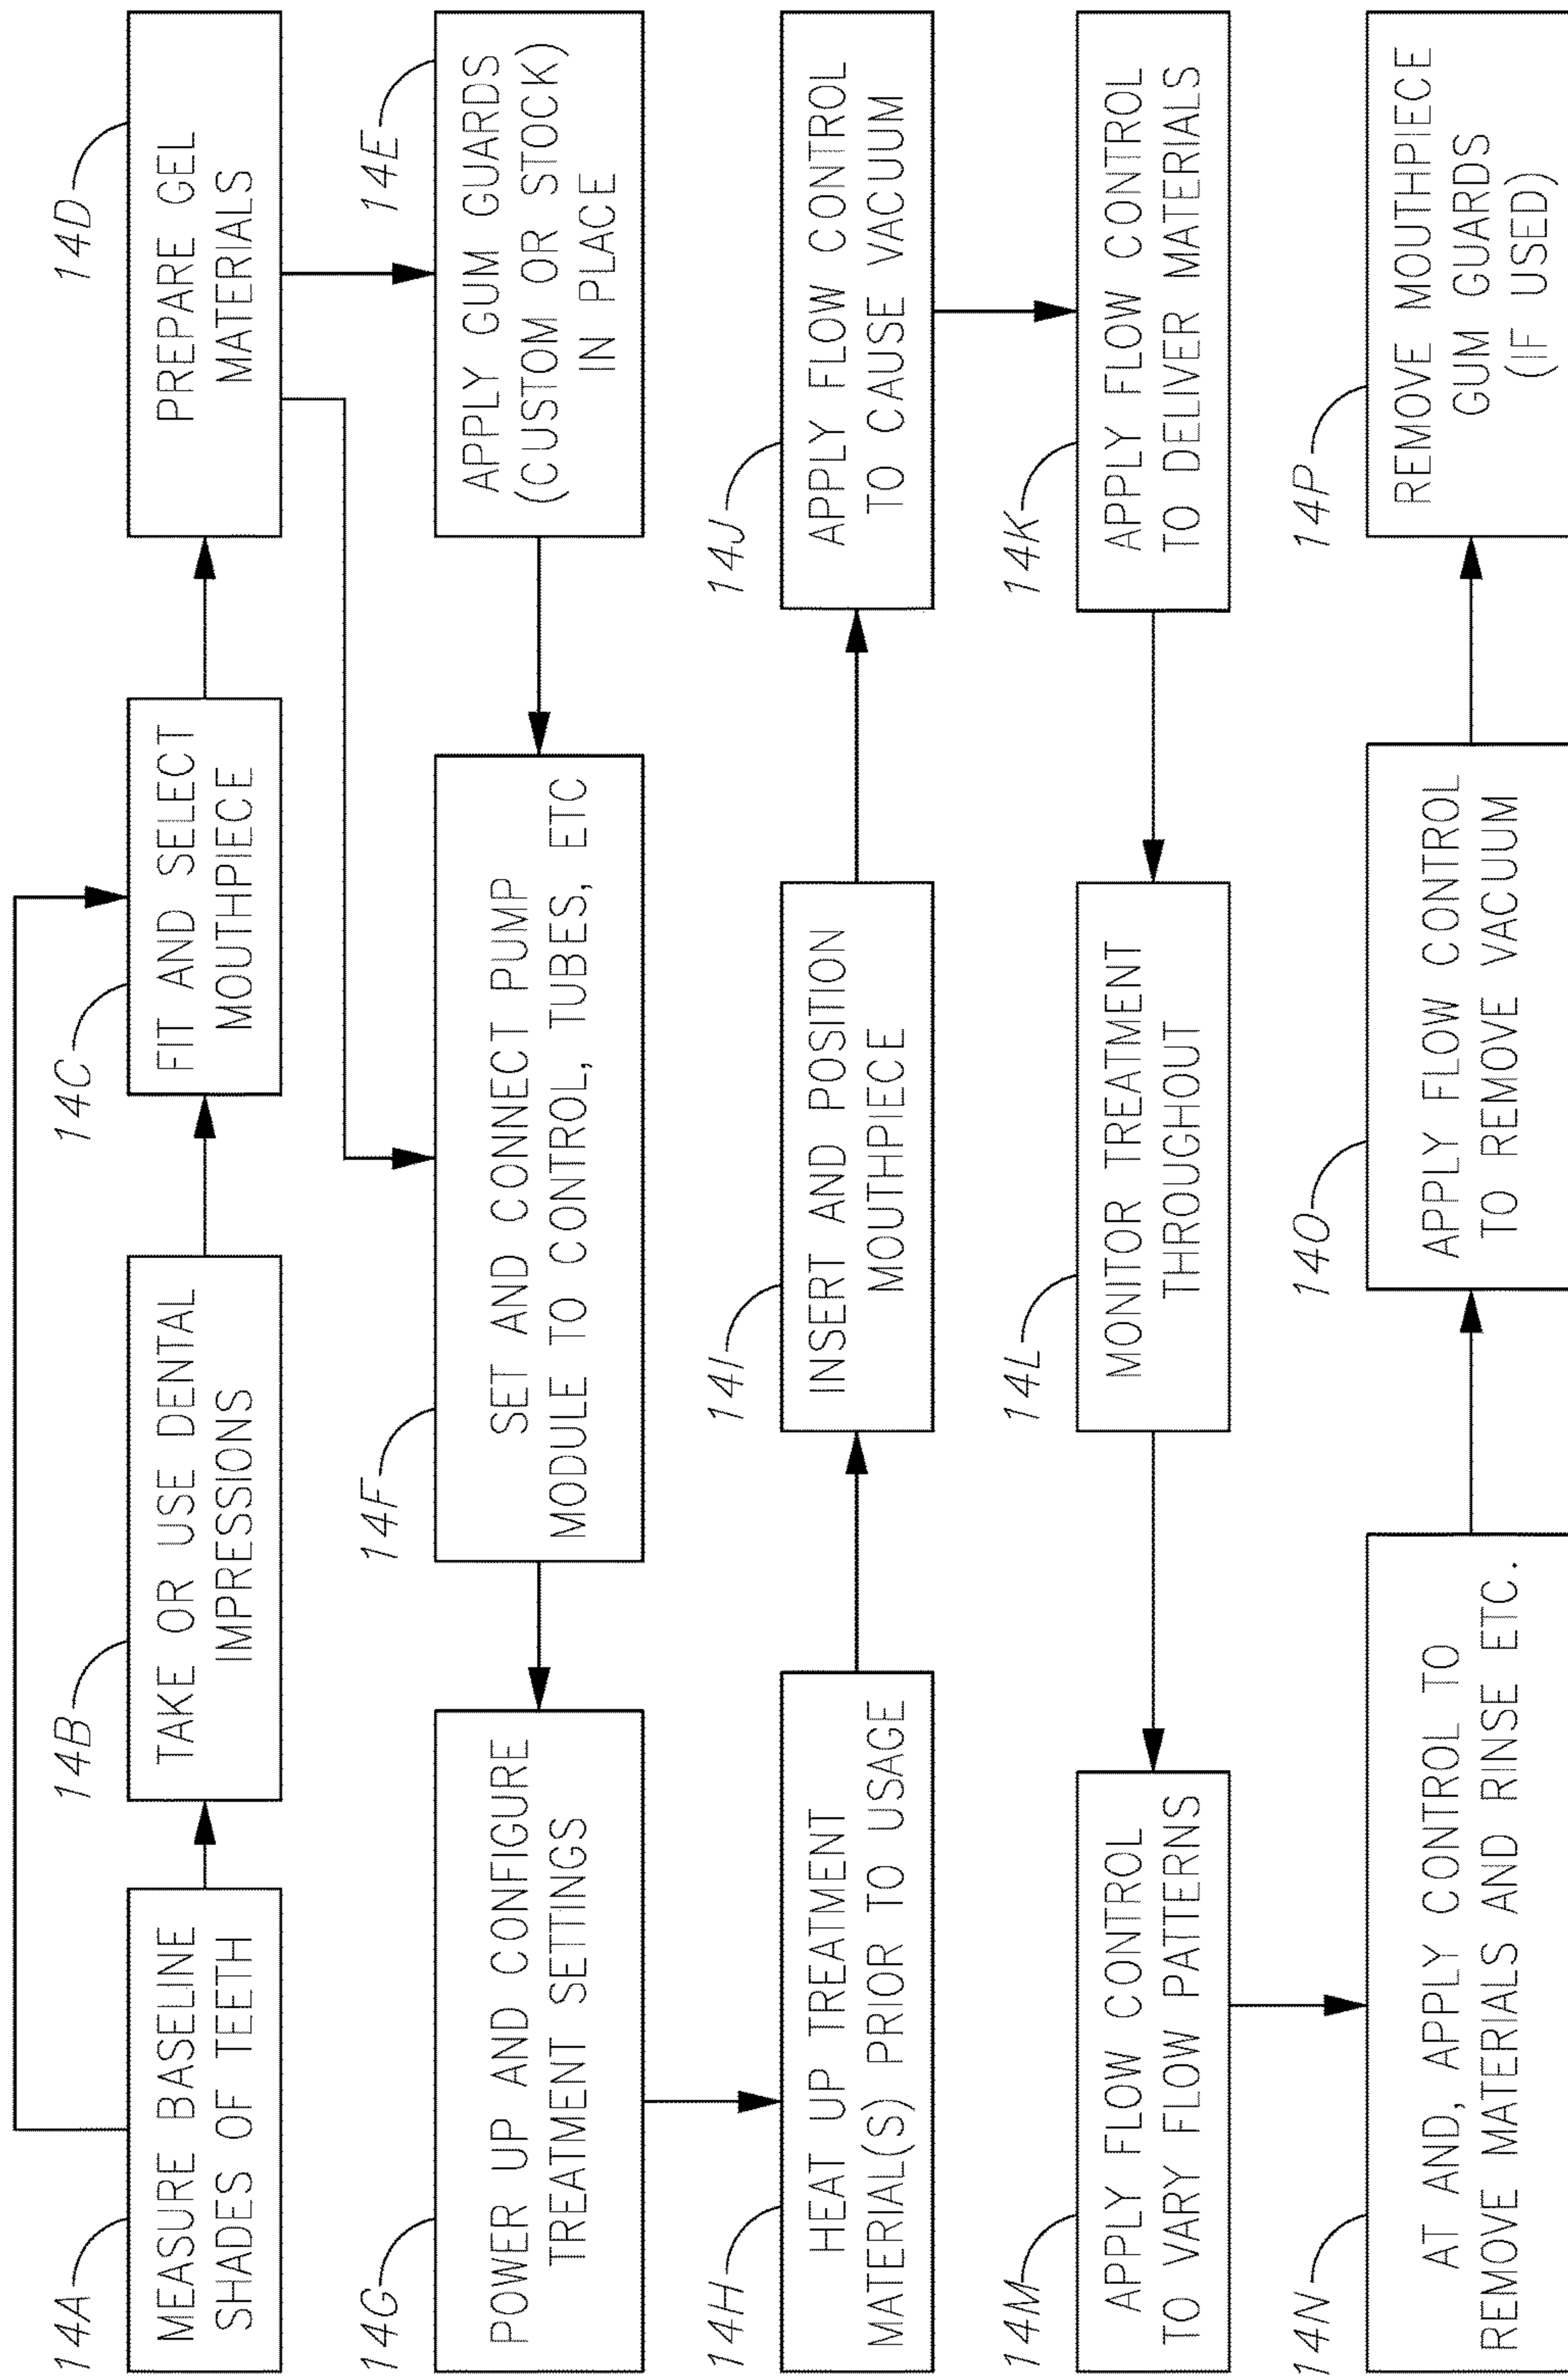 14A
MEASURE BASELINE
SHADES OF TEETH
14B
TAKE OR USE DENTAL
IMPRESSIONS
14C
FIT AND SELECT
MOUTHPIECE
14D
PREPARE GEL
MATERIALS
14E
APPLY GUM GUARDS
(CUSTOM OR STOCK)
IN PLACE
14F
SET AND CONNECT PUMP
MODULE TO CONTROL, TUBES, ETC
14G
POWER UP AND CONFIGURE
TREATMENT SETTINGS
14H
HEAT UP TREATMENT
MATERIAL(S) PRIOR TO USAGE
14I
INSERT AND POSITION
MOUTHPIECE
14J
APPLY FLOW CONTROL
TO CAUSE VACUUM
14K
APPLY FLOW CONTROL
TO DELIVER MATERIALS
14L
MONITOR TREATMENT
THROUGHOUT
14M
APPLY FLOW CONTROL
TO VARY FLOW PATTERNS
14N
AT AND, APPLY CONTROL TO
REMOVE MATERIALS AND RINSE ETC.
14O
APPLY FLOW CONTROL
TO REMOVE VACUUM
14P
REMOVE MOUTHPIECE
GUM GUARDS
(IF USED)